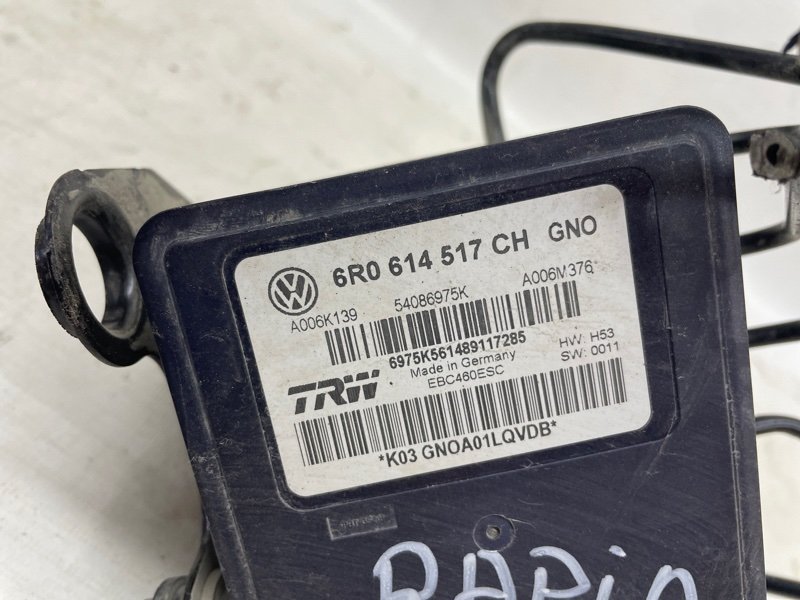 6R0 614 517 CH GNO
A006K139 54086975K A006M376
6975K561489117285
Made in Germany HW: H53
TRW EBC460ESC SW: 0011
*K03 GNOA01LQVDB*